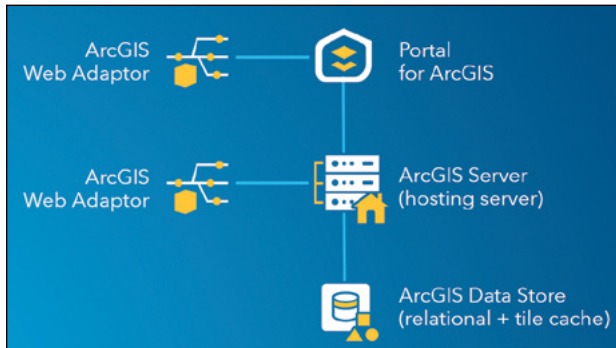 ArcGIS
Web Adaptor
Portal
for ArcGIS
ArcGIS
Web Adaptor
ArcGIS Server
(hosting server)
ArcGIS Data Store
(relational + tile cache)